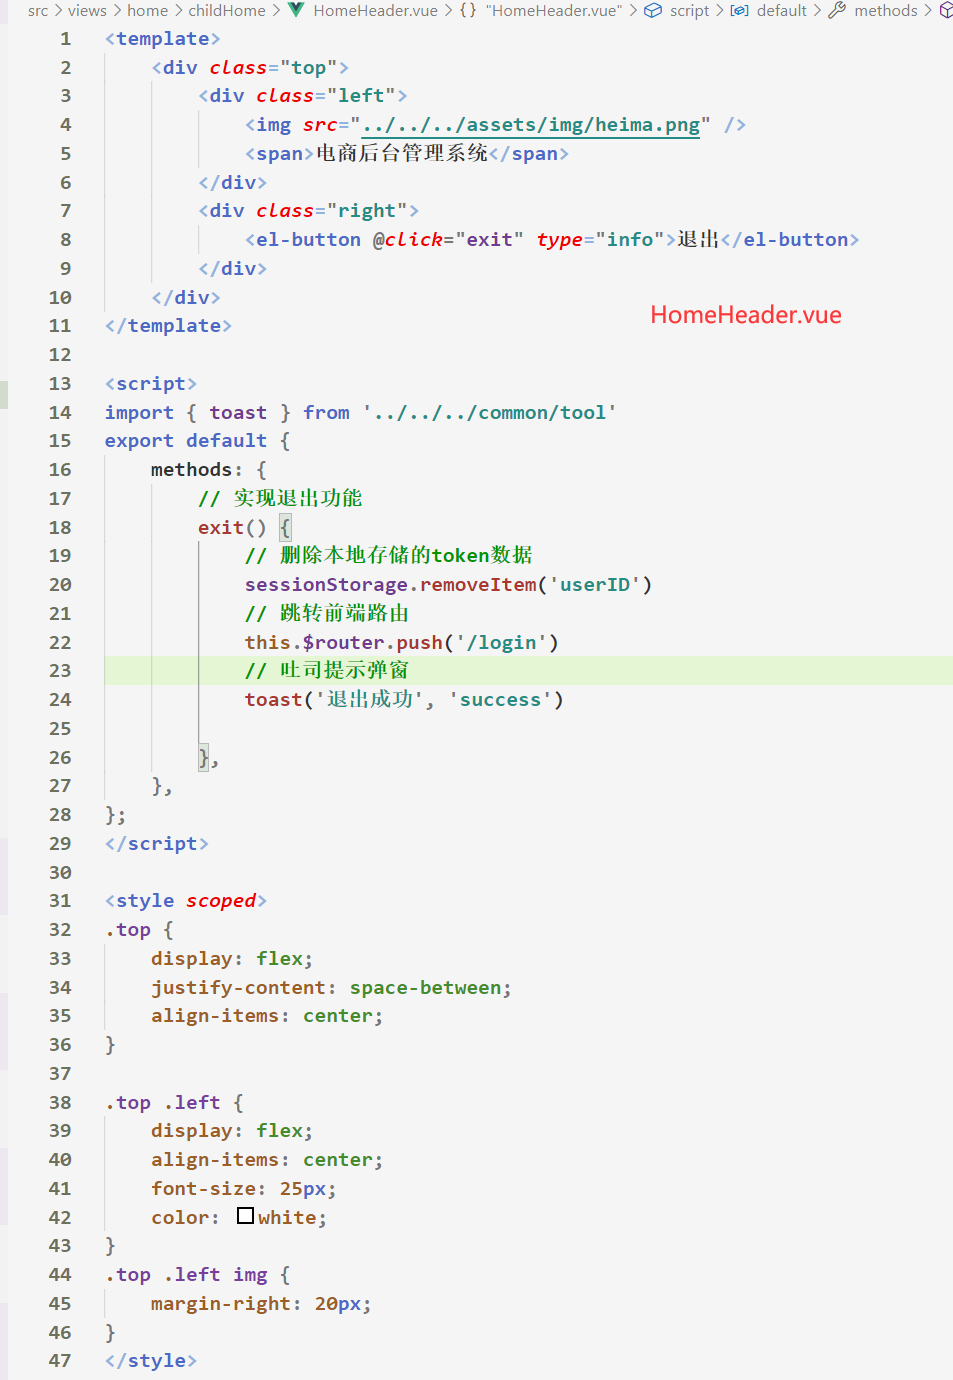 src > views > home > childHome > HomeHeader.vue > {} "HomeHeader.vue" > script > default > methods >
1 <template>
2 <div class="top">
3 <div class="left">
4 <img src="../../../assets/img/heima.png" />
5 <span>电商后台管理系统</span>
6 </div>
7 <div class="right">
8 <el-button @click="exit" type="info">退出</el-button>
9 </div>
10 </div>
11 </template>
HomeHeader.vue
12
13 <script>
14 import { toast } from '../../../common/tool'
15 export default {
16 methods: {
17 // 实现退出功能
18 exit() {
19 // 删除本地存储的token数据
20 sessionStorage.removeItem('userID')
21 // 跳转前端路由
22 this.$router.push('/login')
23 // 吐司提示弹窗
24 toast('退出成功', 'success')
25
26 },
27 },
28 };
29 </script>
30
31 <style scoped>
32 .top {
33 display: flex;
34 justify-content: space-between;
35 align-items: center;
36 }
37
38 .top .left {
39 display: flex;
40 align-items: center;
41 font-size: 25px;
42 color: white;
43 }
44 .top .left img {
45 margin-right: 20px;
46 }
47 </style>